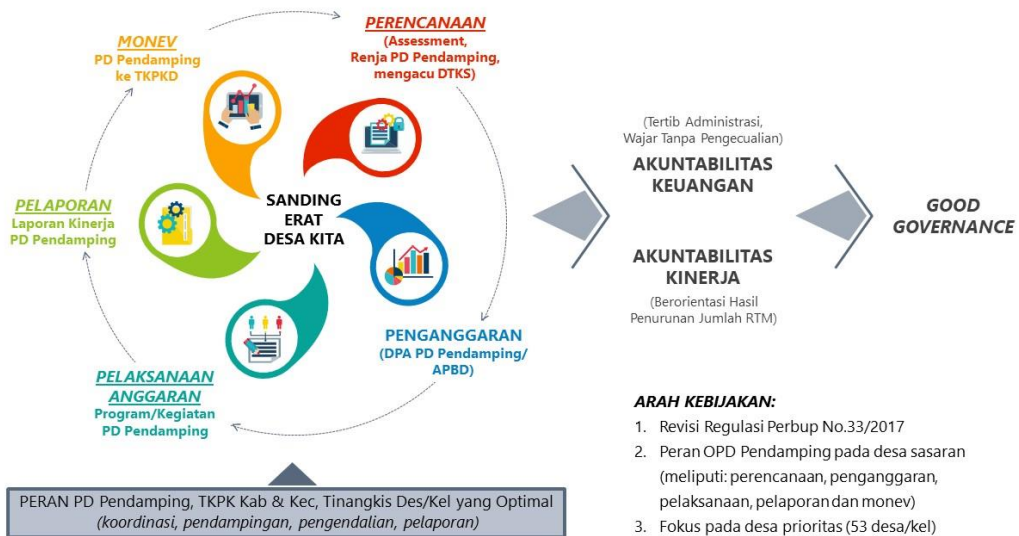 MONEV
PD Pendamping
ke TKPKD
PERENCANAAN
(Assessment,
Renja PD Pendamping,
mengacu DTKS)
PELAPORAN
Laporan Kinerja
PD Pendamping
SANDING
ERAT
DESA KITA
PENGANGGARAN
(DPA PD Pendamping/
APBD)
PELAKSANAAN
ANGGARAN
Program/Kegiatan
PD Pendamping
PERAN PD Pendamping, TKPK Kab & Kec, Tinangkis Des/Kel yang Optimal
(koordinasi, pendampingan, pengendalian, pelaporan)
(Tertib Administrasi,
Wajar Tanpa Pengecualian)
AKUNTABILITAS
KEUANGAN
AKUNTABILITAS
KINERJA
(Berorientasi Hasil
Penurunan Jumlah RTM)
GOOD
GOVERNANCE
ARAH KEBIJAKAN:
1. Revisi Regulasi Perbup No.33/2017
2. Peran OPD Pendamping pada desa sasaran
(meliputi: perencanaan, penganggaran,
pelaksanaan, pelaporan dan monev)
3. Fokus pada desa prioritas (53 desa/kel)